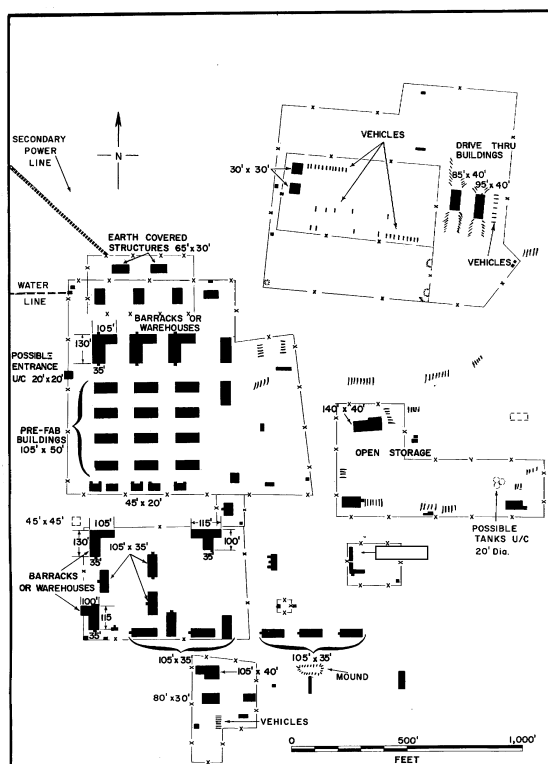 VEHICLES
DRIVE THRU
BUILDINGS
85' x 40'
95' x 40'
30' x 30'
SECONDARY
POWER
LINE
N
EARTH COVERED
STRUCTURES 65' x 30'
VEHICLES
WATER
LINE
BARRACKS OR
WAREHOUSES
105'
130'
35'
POSSIBLE
ENTRANCE
U/C 20' x 20'
PRE-FAB
BUILDINGS
105' x 50'
140' x 40'
OPEN STORAGE
45' x 20'
45' x 45'
105'
115'
130'
100'
35'
105' x 35'
35'
POSSIBLE
TANKS U/C
20' Dia.
BARRACKS
OR WAREHOUSES
100'
115
35'
105' x 35'
105' x 35'
105' x 40'
MOUND
80' x 30'
VEHICLES
0
500'
1,000'
FEET